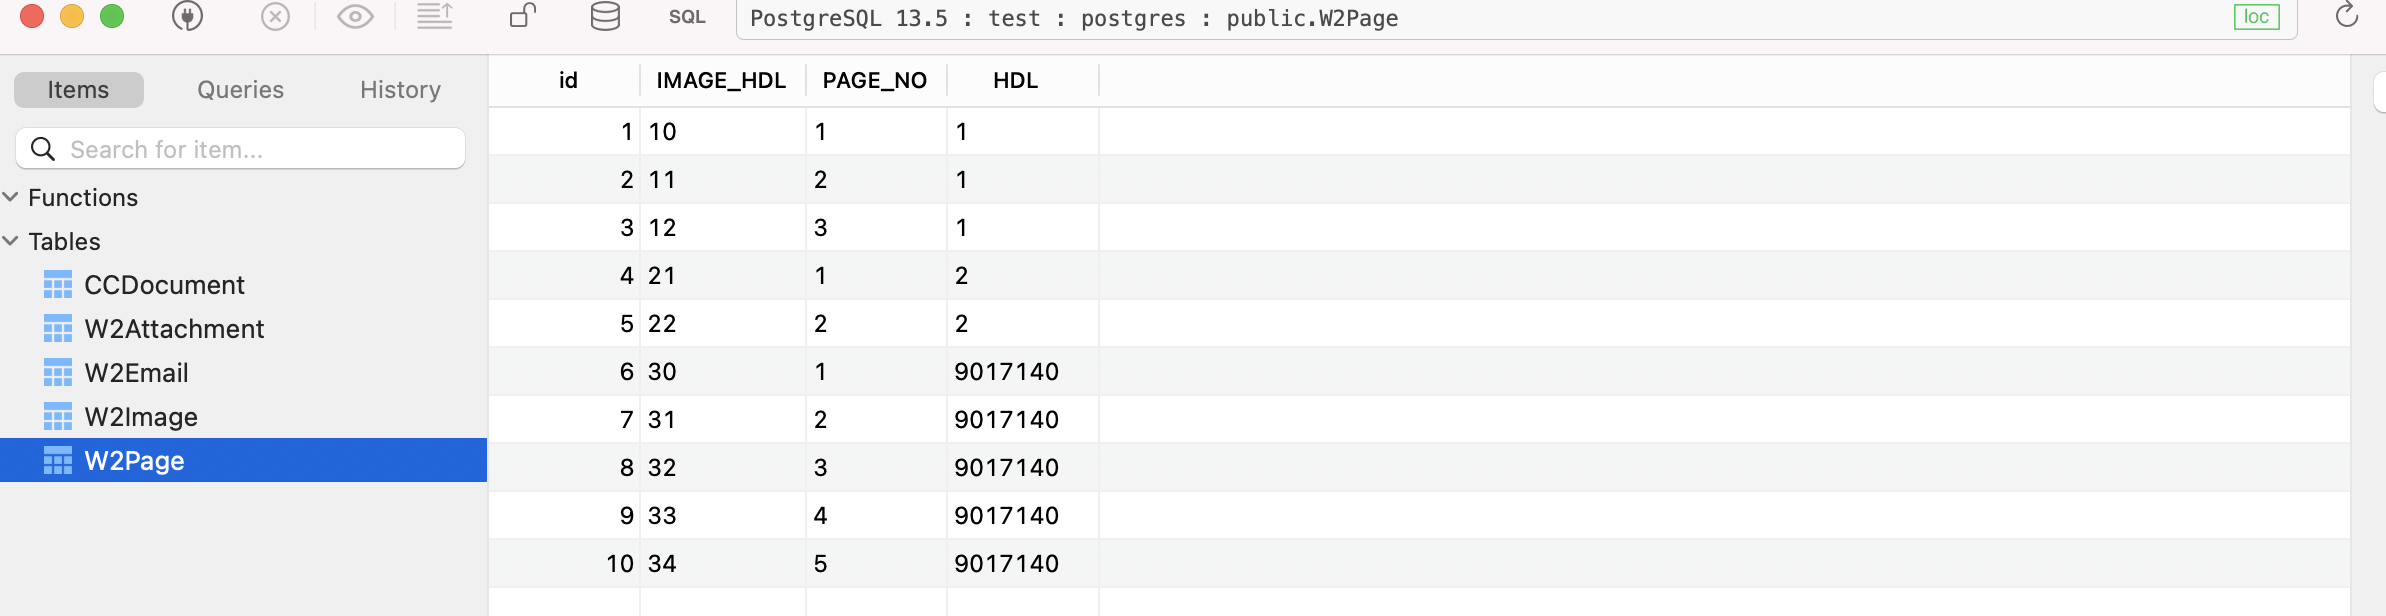 SQL PostgreSQL 13.5 : test : postgres : public.W2Page loc
Items Queries History
Search for item...
Functions
Tables
CCDocument
W2Attachment
W2Email
W2Image
W2Page
id IMAGE_HDL PAGE_NO HDL
1 10 1 1
2 11 2 1
3 12 3 1
4 21 1 2
5 22 2 2
6 30 1 9017140
7 31 2 9017140
8 32 3 9017140
9 33 4 9017140
10 34 5 9017140